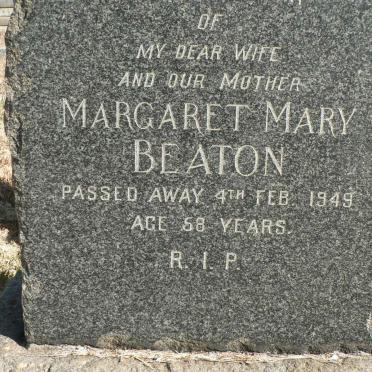 OF
MY DEAR WIFE
AND OUR MOTHER
MARGARET MARY
BEATON
PASSED AWAY 4TH FEB. 1949
AGE 58 YEARS.
R. I. P.